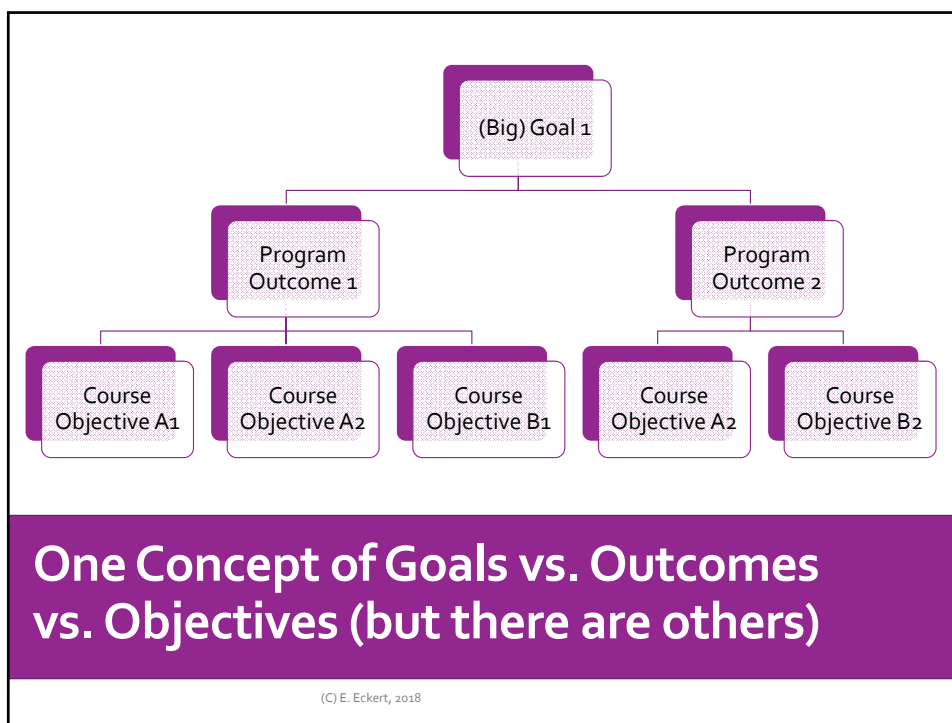 (Big) Goal 1
Program
Outcome 1
Program
Outcome 2
Course
Objective A1
Course
Objective A2
Course
Objective B1
Course
Objective A2
Course
Objective B2
One Concept of Goals vs. Outcomes
vs. Objectives (but there are others)
(C) E. Eckert, 2018